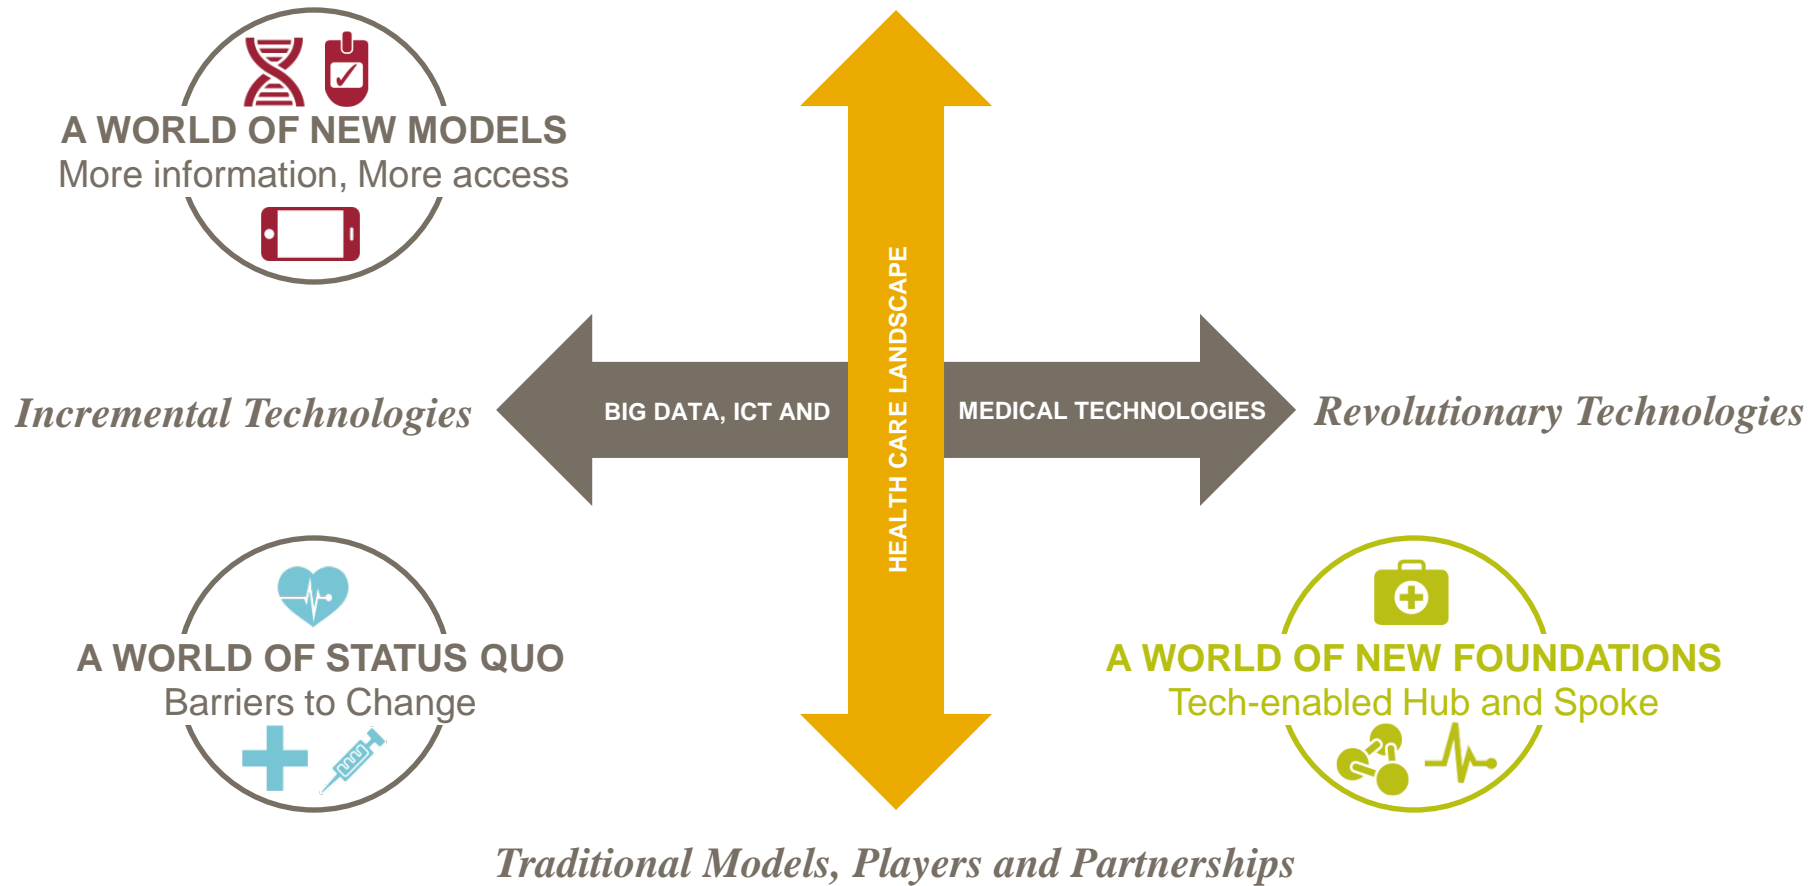 A WORLD OF NEW MODELS
More information, More access
HEALTH CARE LANDSCAPE
Incremental Technologies
BIG DATA, ICT AND
MEDICAL TECHNOLOGIES
Revolutionary Technologies
A WORLD OF STATUS QUO
Barriers to Change
A WORLD OF NEW FOUNDATIONS
Tech-enabled Hub and Spoke
Traditional Models, Players and Partnerships